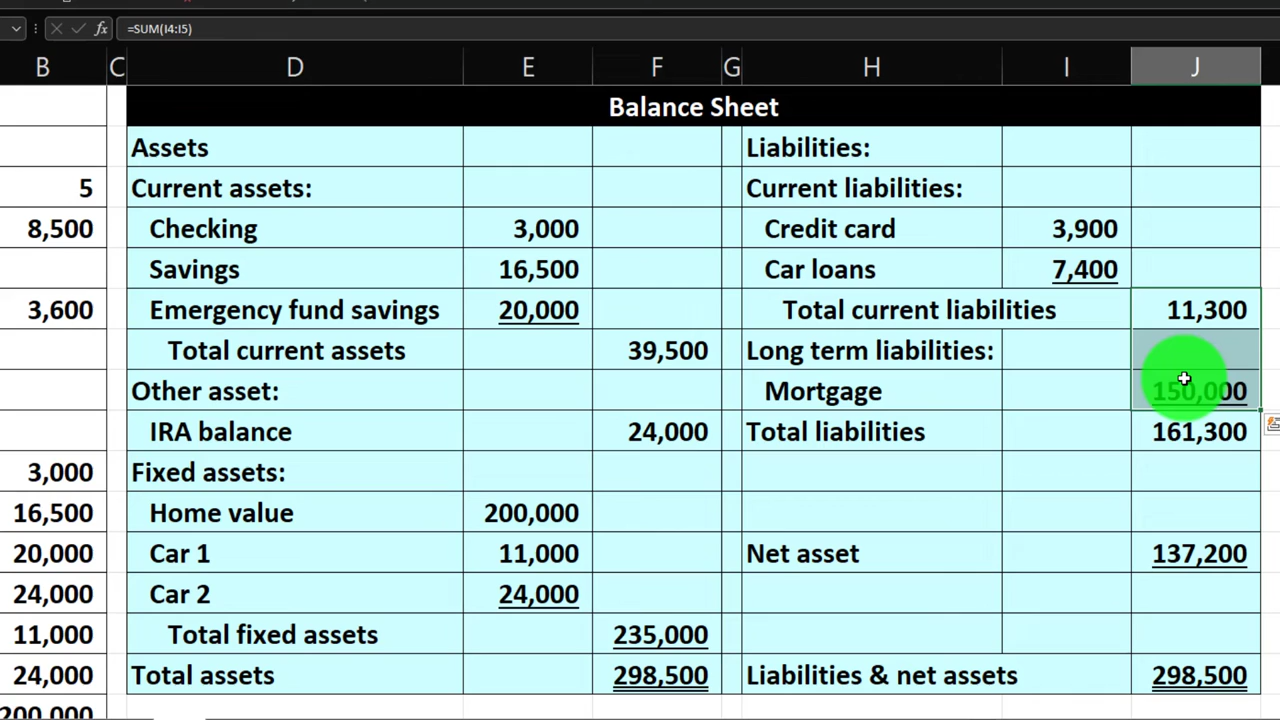 =SUM(I4:I5)
B C D E F G H I J
Balance Sheet
Assets Liabilities:
5 Current assets: Current liabilities:
8,500 Checking 3,000 Credit card 3,900
Savings 16,500 Car loans 7,400
3,600 Emergency fund savings 20,000 Total current liabilities 11,300
Total current assets 39,500 Long term liabilities:
Other asset: Mortgage 150,000
IRA balance 24,000 Total liabilities 161,300
3,000 Fixed assets:
16,500 Home value 200,000
20,000 Car 1 11,000 Net asset 137,200
24,000 Car 2 24,000
11,000 Total fixed assets 235,000
24,000 Total assets 298,500 Liabilities & net assets 298,500
200,000